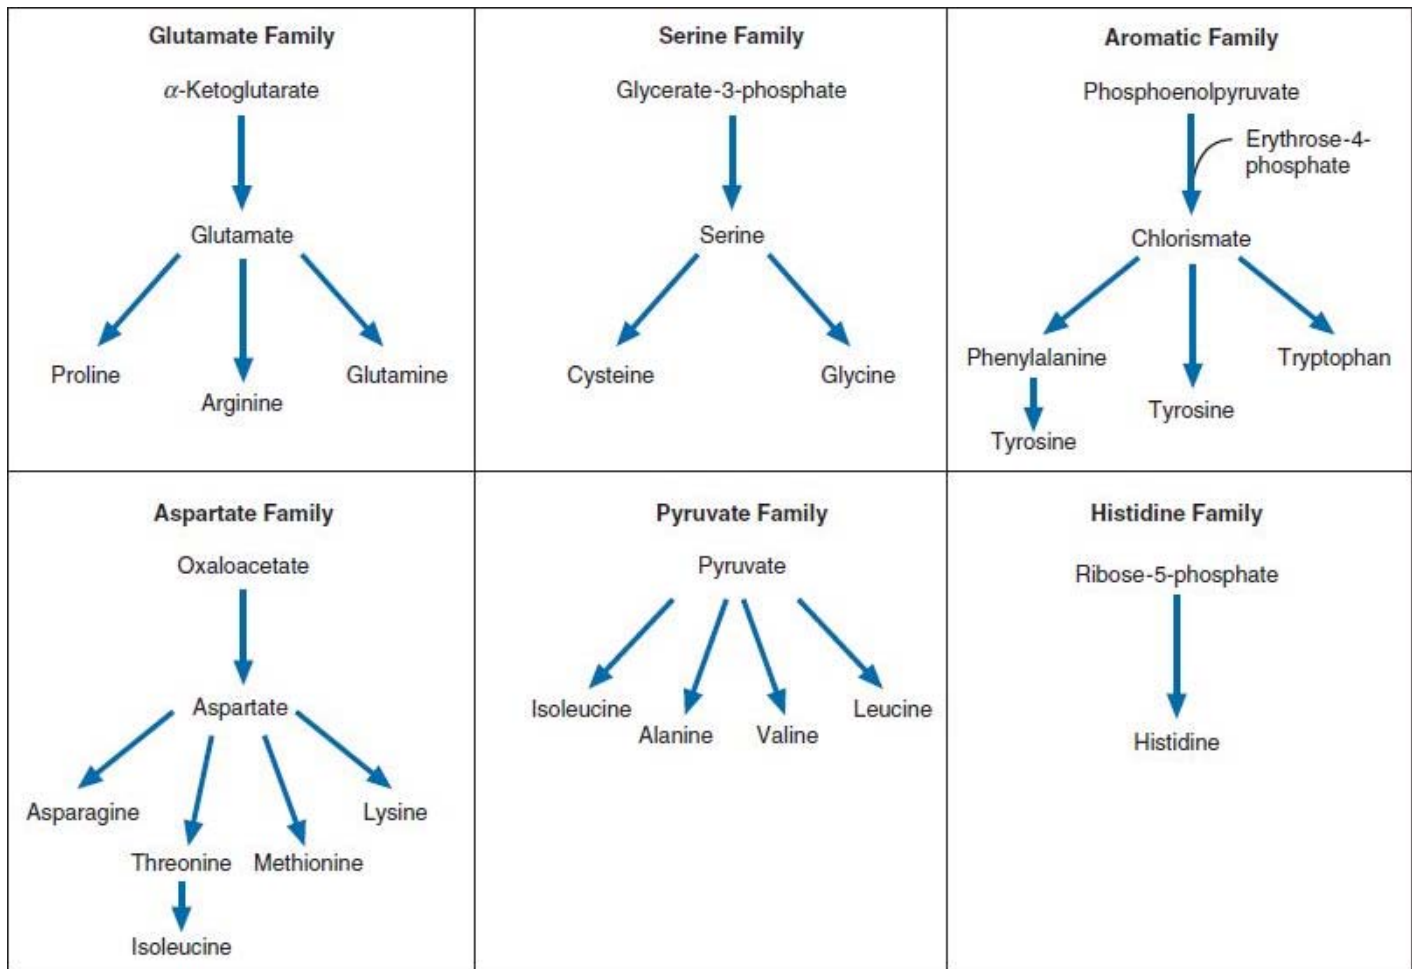 Glutamate Family
α-Ketoglutarate
Glutamate
Proline
Arginine
Glutamine
Serine Family
Glycerate-3-phosphate
Serine
Cysteine
Glycine
Aromatic Family
Phosphoenolpyruvate
Erythrose-4-
phosphate
Chlorismate
Phenylalanine
Tyrosine
Tyrosine
Tryptophan
Aspartate Family
Oxaloacetate
Aspartate
Asparagine
Threonine
Isoleucine
Methionine
Lysine
Pyruvate Family
Pyruvate
Isoleucine
Alanine
Valine
Leucine
Histidine Family
Ribose-5-phosphate
Histidine